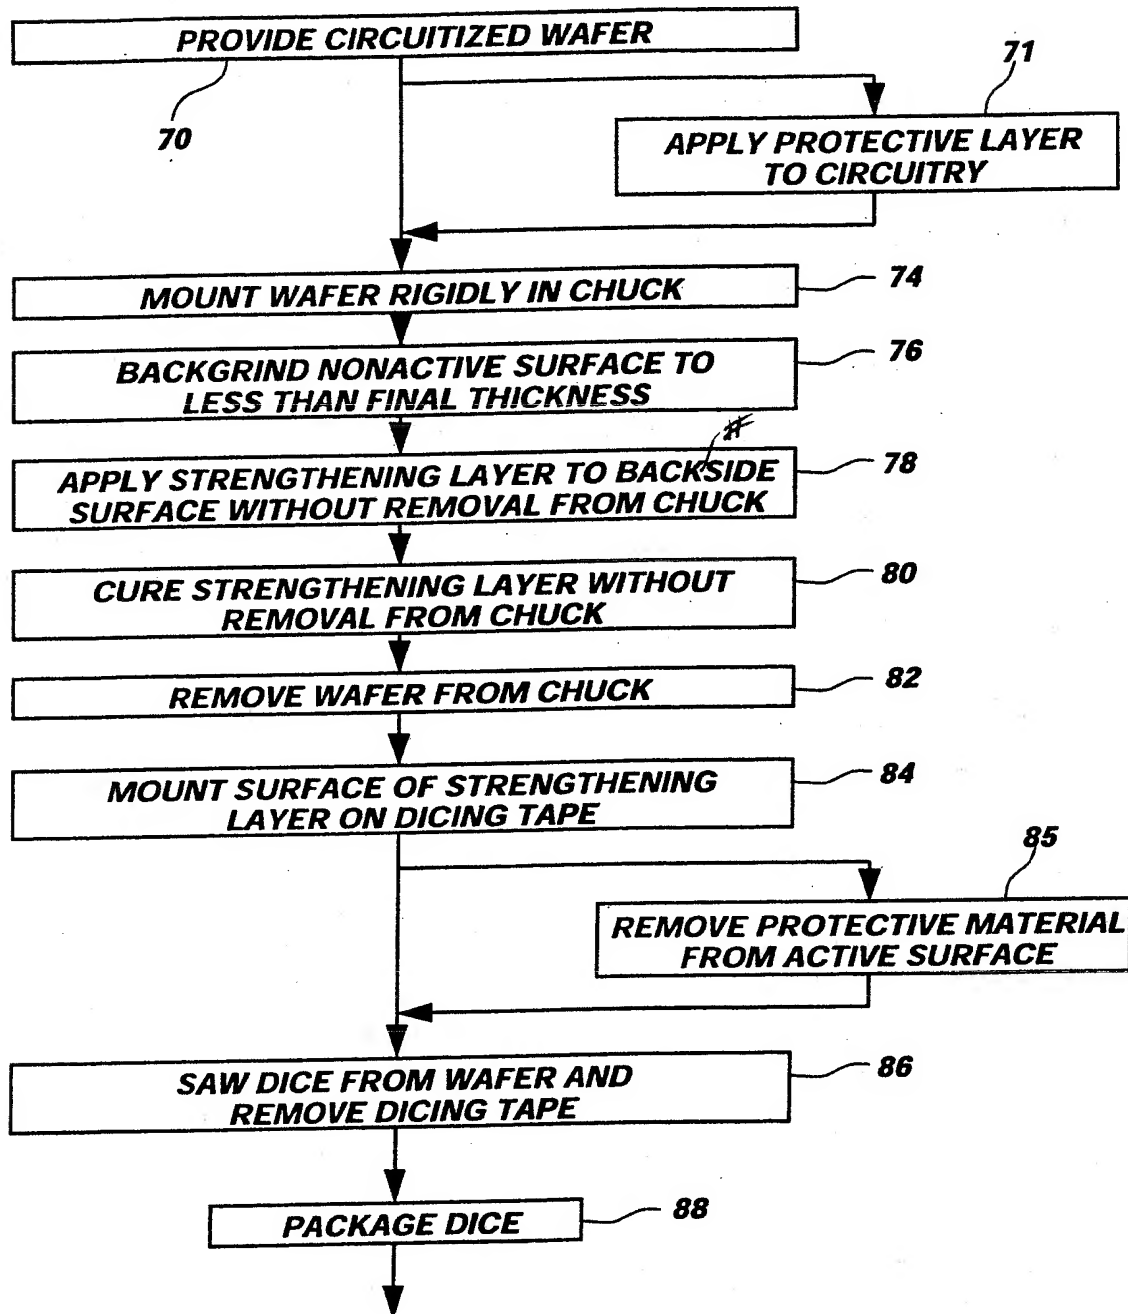 PROVIDE CIRCUITIZED WAFER
70
71
APPLY PROTECTIVE LAYER
TO CIRCUITRY
MOUNT WAFER RIGIDLY IN CHUCK
74
BACKGRIND NONACTIVE SURFACE TO
LESS THAN FINAL THICKNESS
76
APPLY STRENGTHENING LAYER TO BACKSIDE
SURFACE WITHOUT REMOVAL FROM CHUCK
78
CURE STRENGTHENING LAYER WITHOUT
REMOVAL FROM CHUCK
80
REMOVE WAFER FROM CHUCK
82
MOUNT SURFACE OF STRENGTHENING
LAYER ON DICING TAPE
84
85
REMOVE PROTECTIVE MATERIAL
FROM ACTIVE SURFACE
SAW DICE FROM WAFER AND
REMOVE DICING TAPE
86
PACKAGE DICE
88